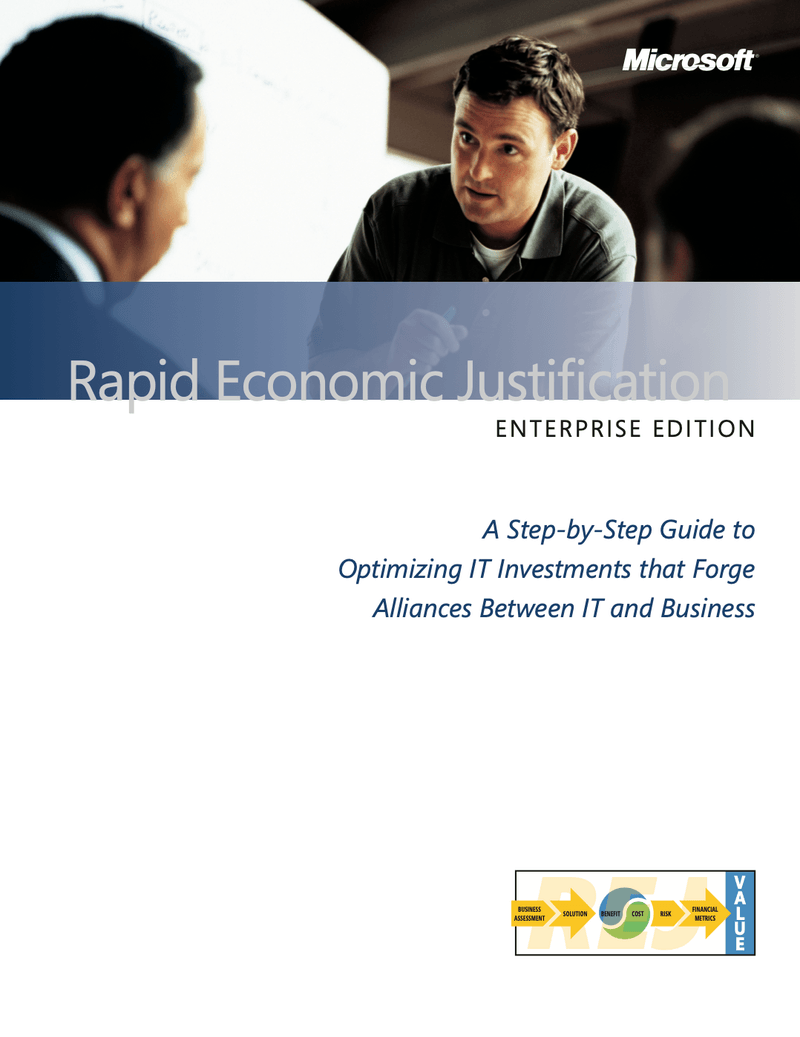 Microsoft®
Rapid Economic Justification
ENTERPRISE EDITION
A Step-by-Step Guide to
Optimizing IT Investments that Forge
Alliances Between IT and Business
REJ
BUSINESS
ASSESSMENT
SOLUTION
BENEFIT
COST
RISK
FINANCIAL
METRICS
VALUE